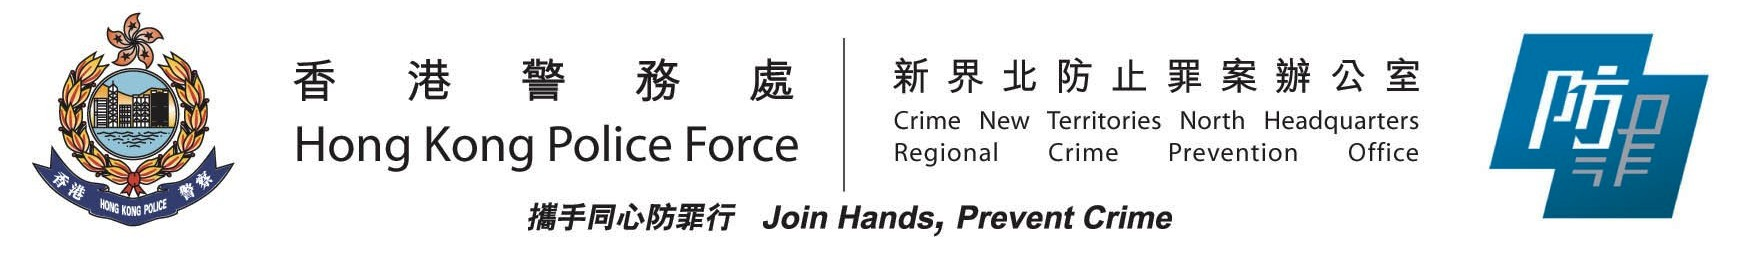 香港 HONG KONG POLICE 警察
香港警務處
Hong Kong Police Force
新界北防止罪案辦公室
Crime New Territories North Headquarters
Regional Crime Prevention Office
攜手同心防罪行 Join Hands, Prevent Crime
防罪